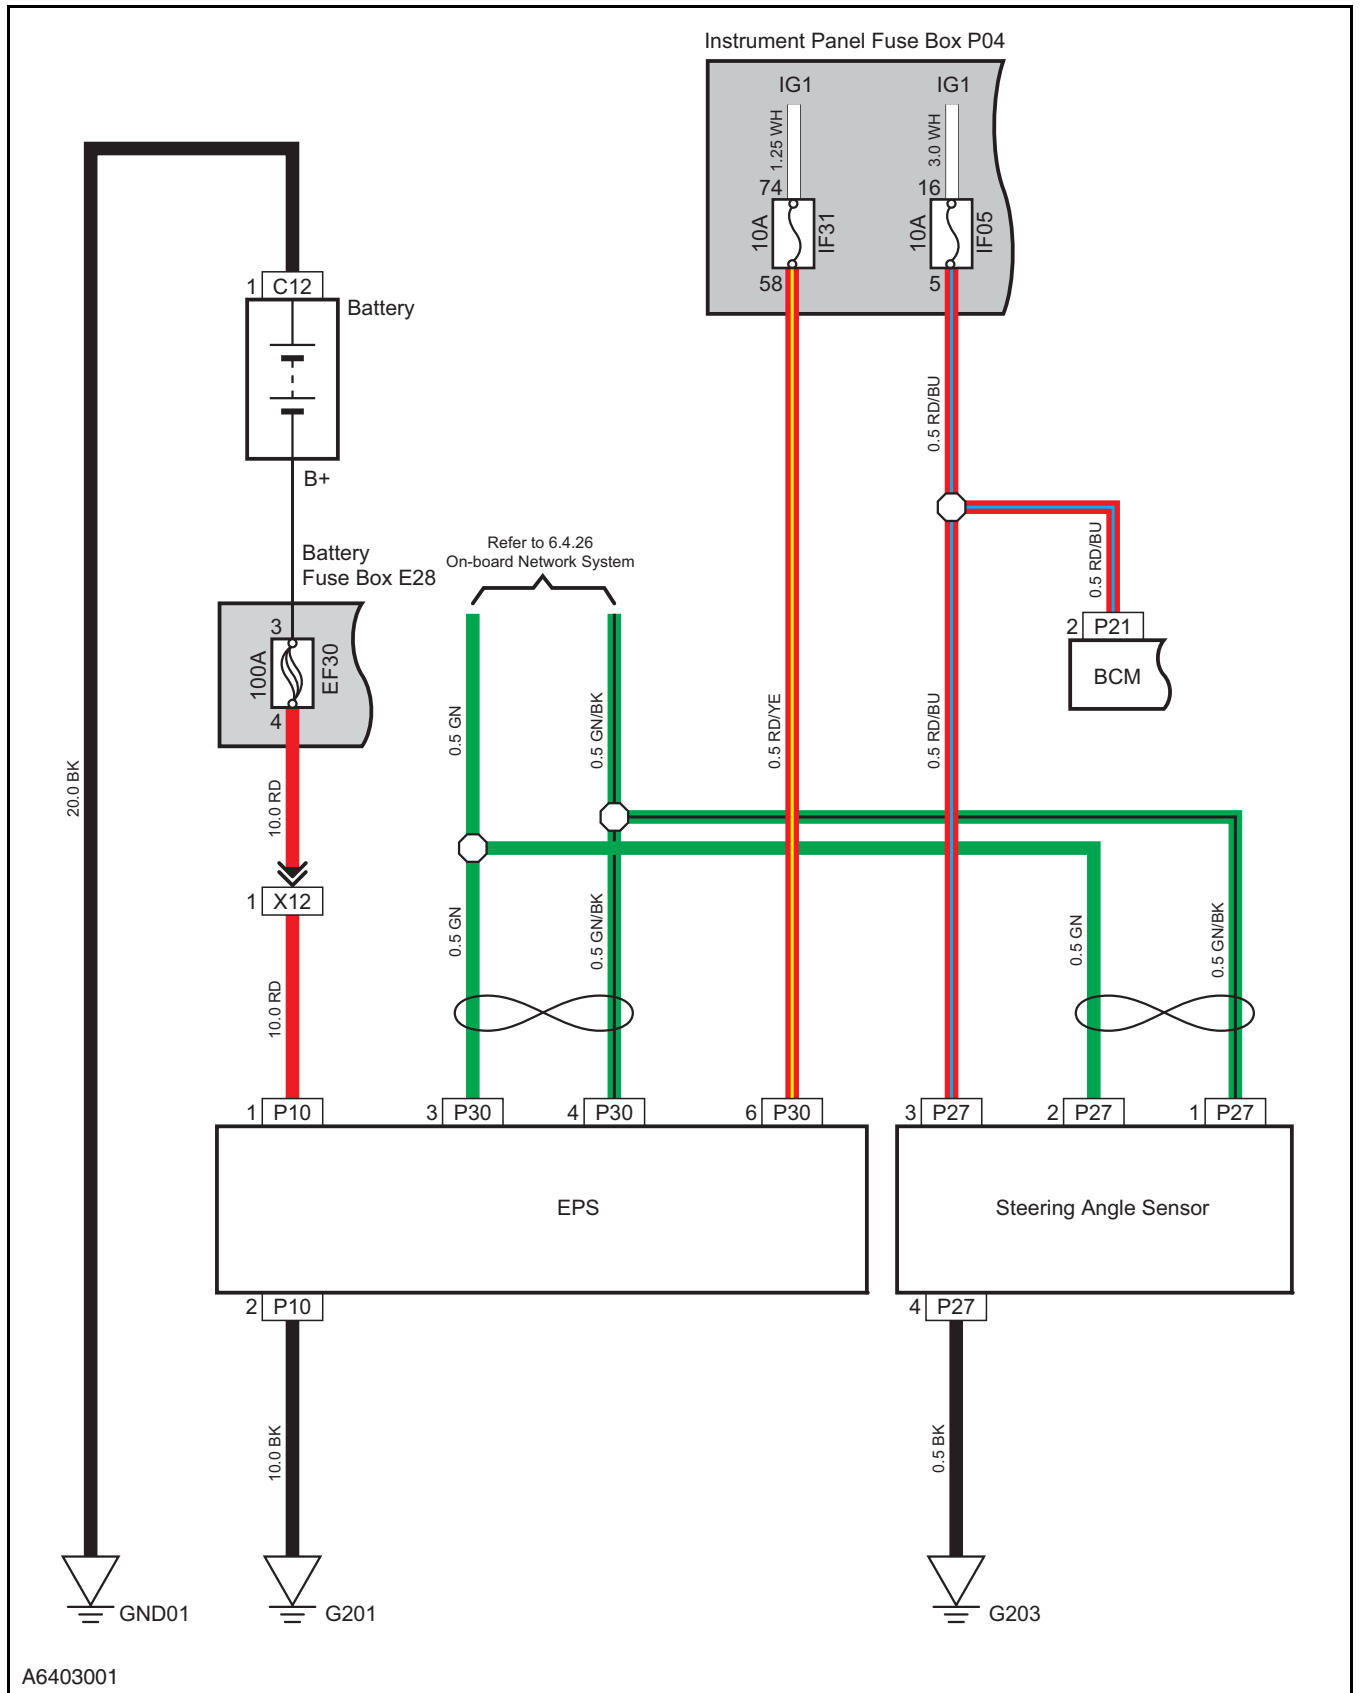 Instrument Panel Fuse Box P04
IG1
IG1
1.25 WH
3.0 WH
74
16
10A
IF31
10A
IF05
58
5
1
C12
Battery
B+
0.5 RD/BU
Battery
Fuse Box E28
Refer to 6.4.26
On-board Network System
0.5 RD/BU
3
100A
EF30
4
2
P21
BCM
20.0 BK
10.0 RD
0.5 GN
0.5 GN/BK
0.5 RD/YE
0.5 RD/BU
1
X12
10.0 RD
0.5 GN
0.5 GN/BK
0.5 GN
0.5 GN/BK
1
P10
3
P30
4
P30
6
P30
3
P27
2
P27
1
P27
EPS
Steering Angle Sensor
2
P10
4
P27
10.0 BK
0.5 BK
GND01
G201
G203
A6403001